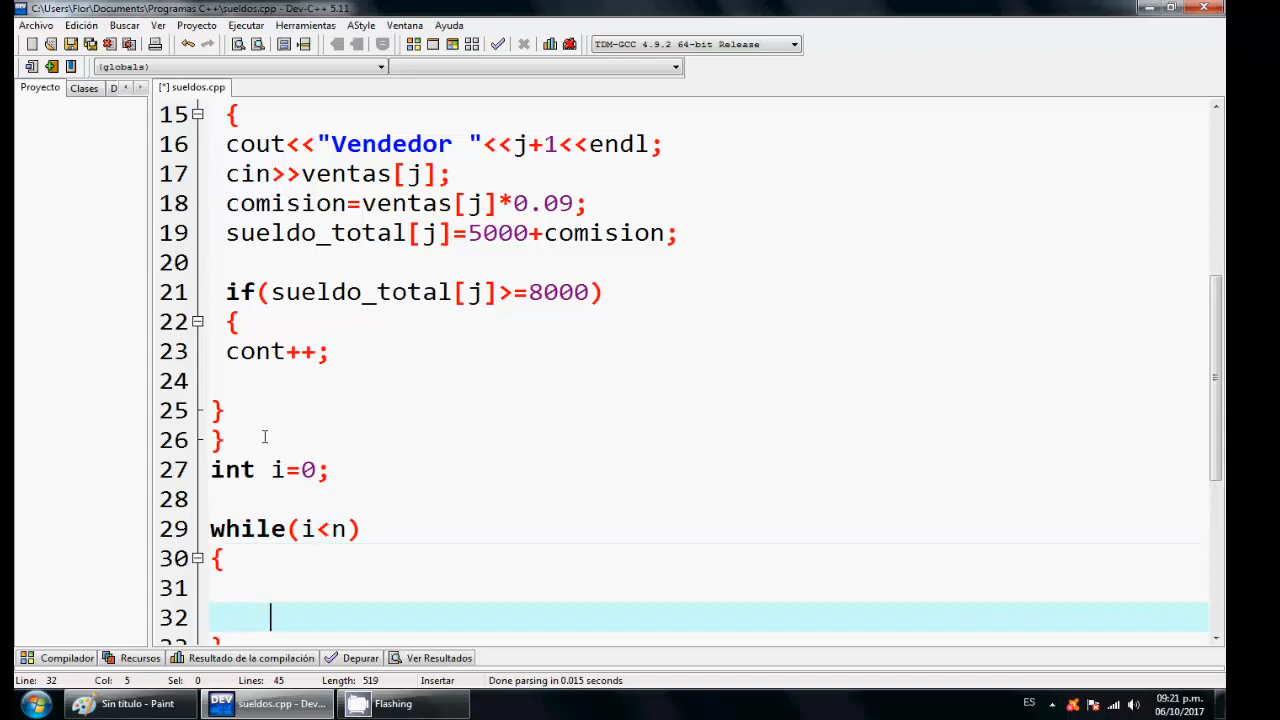 C:\Users\Flor\Documents\Programas C++\sueldos.cpp - Dev-C++ 5.11
Archivo Edición Buscar Ver Proyecto Ejecutar Herramientas AStyle Ventana Ayuda
TDM-GCC 4.9.2 64-bit Release
(globals)
Proyecto Clases D [*] sueldos.cpp
15 {
16 cout<<"Vendedor "<<j+1<<endl;
17 cin>>ventas[j];
18 comision=ventas[j]*0.09;
19 sueldo_total[j]=5000+comision;
20
21 if(sueldo_total[j]>=8000)
22 {
23 cont++;
24
25 }
26 }
27 int i=0;
28
29 while(i<n)
30 {
31
32
33 }
Compilador Recursos Resultado de la compilación Depurar Ver Resultados
Line: 32 Col: 5 Sel: 0 Lines: 45 Length: 519 Insertar Done parsing in 0.015 seconds
Sin título - Paint DEV sueldos.cpp - Dev... Flashing ES 09:21 p.m.
06/10/2017